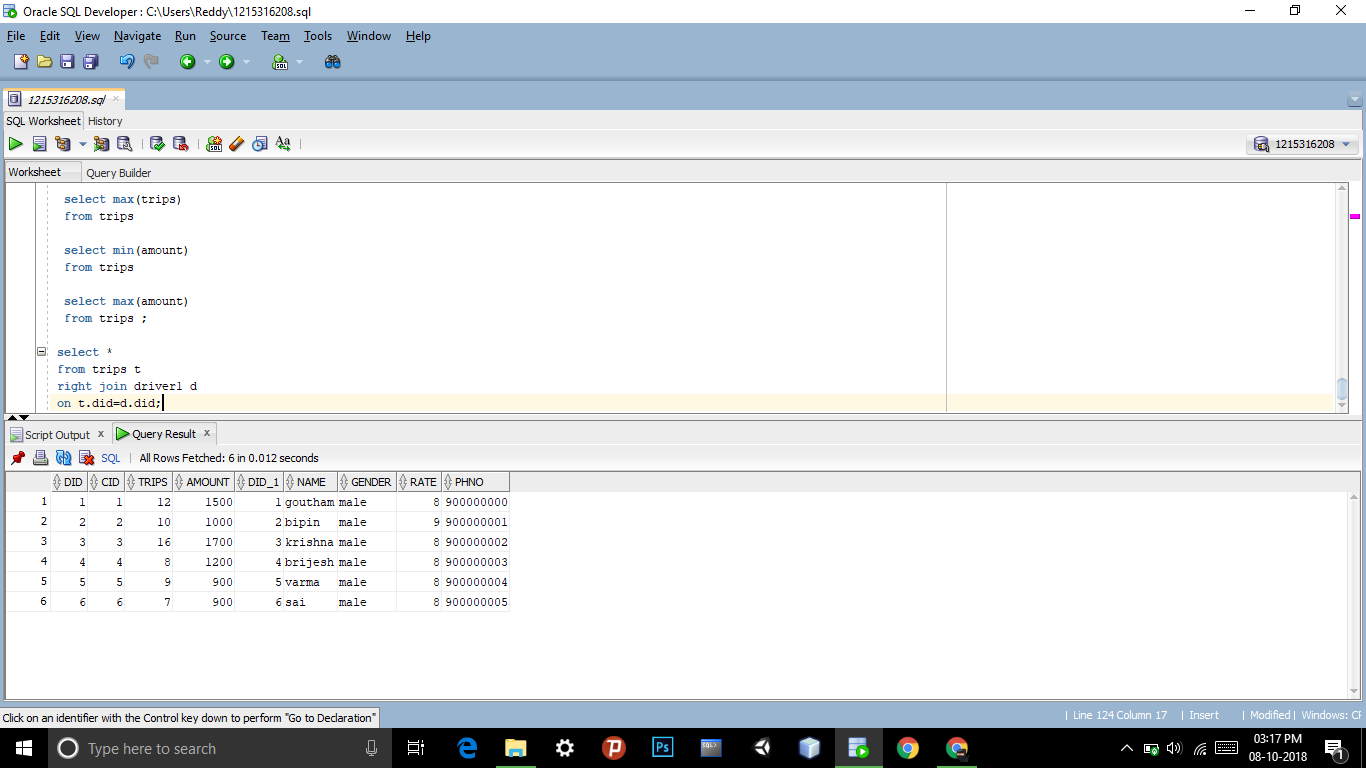 Oracle SQL Developer : C:\Users\Reddy\1215316208.sql
File Edit View Navigate Run Source Team Tools Window Help
1215316208.sql
SQL Worksheet History
1215316208
Worksheet Query Builder
select max(trips)
from trips
select min(amount)
from trips
select max(amount)
from trips ;
select *
from trips t
right join driver1 d
on t.did=d.did;
Script Output x Query Result x
SQL | All Rows Fetched: 6 in 0.012 seconds
DID CID TRIPS AMOUNT DID_1 NAME GENDER RATE PHNO
1 1 1 12 1500 1 goutham male 8 900000000
2 2 2 10 1000 2 bipin male 9 900000001
3 3 3 16 1700 3 krishna male 8 900000002
4 4 4 8 1200 4 brijesh male 8 900000003
5 5 5 9 900 5 varma male 8 900000004
6 6 6 7 900 6 sai male 8 900000005
Click on an identifier with the Control key down to perform "Go to Declaration"
| Line 124 Column 17 | Insert | Modified | Windows: CF
Type here to search
Ps
SQL>
03:17 PM
08-10-2018
1